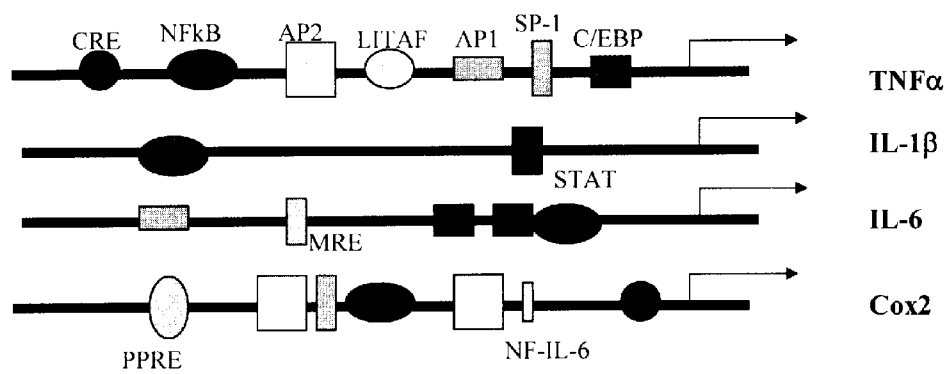 CRE NFkB AP2 LITAF AP1 SP-1 C/EBP
TNFα
IL-1β
STAT
IL-6
MRE
Cox2
PPRE NF-IL-6